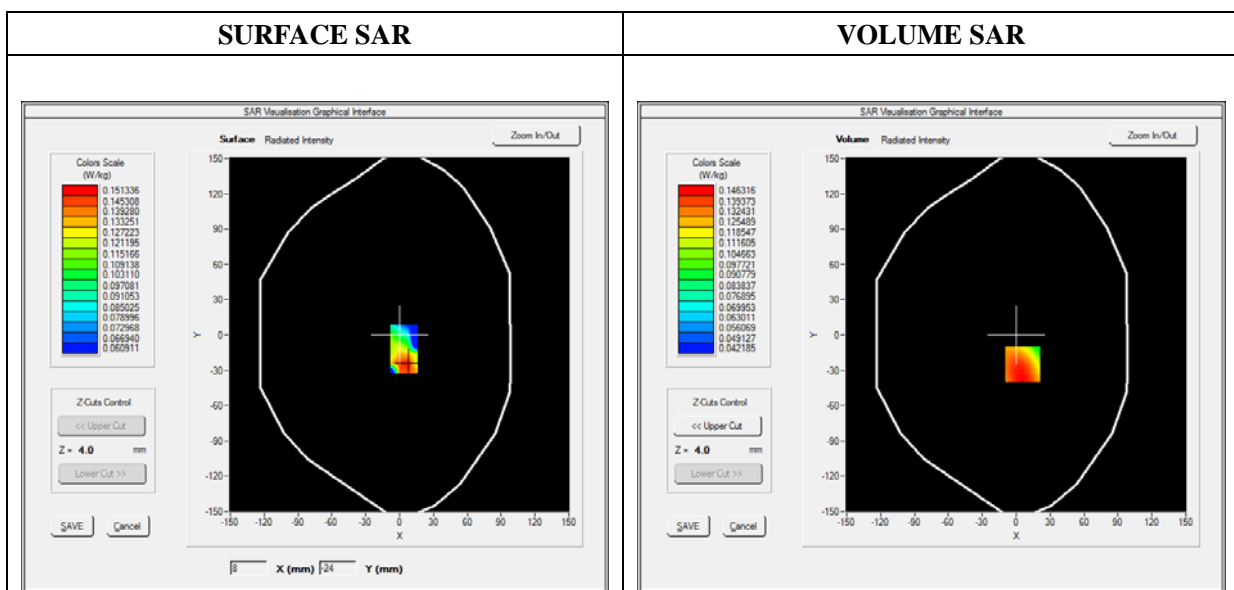 SURFACE SAR
VOLUME SAR
SAR Visualisation Graphical Interface
Surface Radiated Intensity
Zoom In/Out
Colors Scale
(W/kg)
0.151336
0.145308
0.139280
0.133251
0.127223
0.121195
0.115166
0.109138
0.103110
0.097081
0.091053
0.085025
0.078996
0.072968
0.066940
0.060911
Z-Cuts Control
<< Upper Cut
Z = 4.0 mm
Lower Cut >>
SAVE Cancel
150
120
90
60
30
0
-30
-60
-90
-120
-150
Y
-150 -120 -90 -60 -30 0 30 60 90 120 150
X
8 X (mm) -24 Y (mm)
SAR Visualisation Graphical Interface
Volume Radiated Intensity
Zoom In/Out
Colors Scale
(W/kg)
0.146316
0.139373
0.132431
0.125489
0.118547
0.111605
0.104663
0.097721
0.090779
0.083837
0.076895
0.069953
0.063011
0.056069
0.049127
0.042185
Z-Cuts Control
<< Upper Cut
Z = 4.0 mm
Lower Cut >>
SAVE Cancel
150
120
90
60
30
0
-30
-60
-90
-120
-150
Y
-150 -120 -90 -60 -30 0 30 60 90 120 150
X